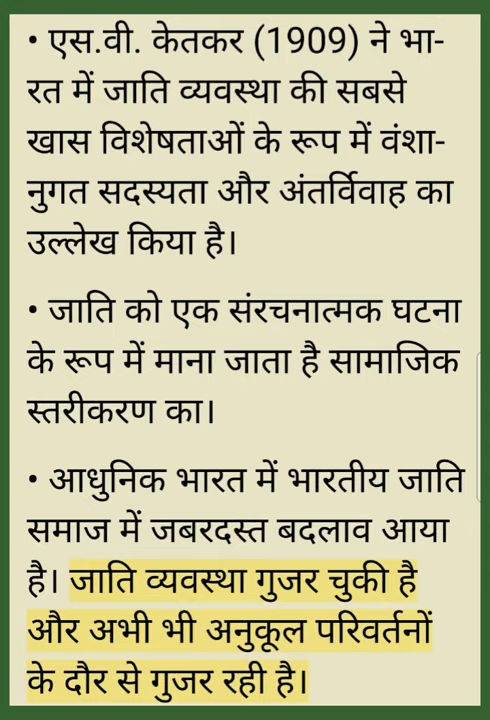 • एस.वी. केतकर (1909) ने भा-
रत में जाति व्यवस्था की सबसे
खास विशेषताओं के रूप में वंशा-
नुगत सदस्यता और अंतर्विवाह का
उल्लेख किया है।
• जाति को एक संरचनात्मक घटना
के रूप में माना जाता है सामाजिक
स्तरीकरण का।
• आधुनिक भारत में भारतीय जाति
समाज में जबरदस्त बदलाव आया
है। जाति व्यवस्था गुजर चुकी है
और अभी भी अनुकूल परिवर्तनों
के दौर से गुजर रही है।